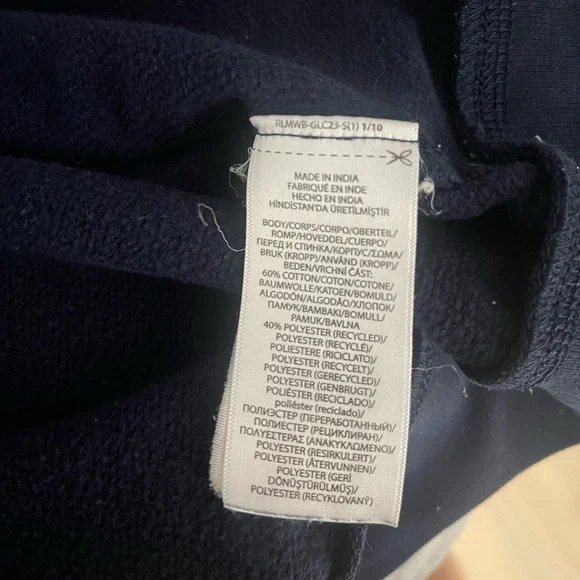 RLMWB-GLC23-S(1) 1/10
MADE IN INDIA
FABRIQUÉ EN INDE
HECHO EN INDIA
HİNDİSTAN'DA ÜRETİLMİŞTİR
BODY/CORPS/CORPO/OBERTEIL/
ROMP/HOVEDDEL/CUERPO/
ПЕРЕД И СПИНКА/КОРПУС/ΣΩΜΑ/
BRUK (KROPP)/ANVÄND (KROPP)/
BEDEN/VRCHNÍ ČÁST:
60% COTTON/COTON/COTONE/
BAUMWOLLE/KATOEN/BOMULD/
ALGODÓN/ALGODÃO/ХЛОПОК/
ПАМУК/BAMBAKI/BOMULL/
PAMUK/BAVLNA
40% POLYESTER (RECYCLED)/
POLYESTER (RECYCLÉ)/
POLIESTERE (RICICLATO)/
POLYESTER (RECYCELT)/
POLYESTER (GERECYCLED)/
POLYESTER (GENBRUGT)/
POLIÉSTER (RECICLADO)/
poliéster (reciclado)/
ПОЛИЭСТЕР (ПЕРЕРАБОТАННЫЙ)/
ПОЛИЕСТЕР (РЕЦИКЛИРАН)/
ΠΟΛΥΕΣΤΕΡΑΣ (ΑΝΑΚΥΚΛΩΜΕΝΟ)/
POLYESTER (RESIRKULERT)/
POLYESTER (ÅTERVUNNEN)/
POLYESTER (GERİ
DÖNÜŞTÜRÜLMÜŞ)/
POLYESTER (RECYKLOVANÝ)